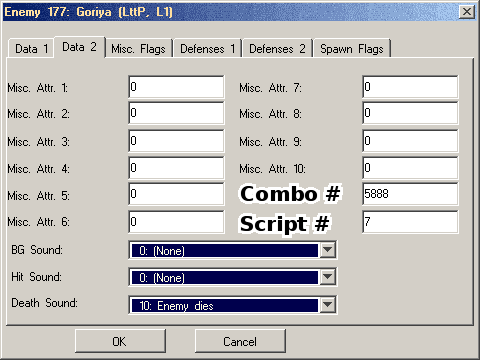 Enemy 177: Goriya (LttP, L1)
Data 1 Data 2 Misc. Flags Defenses 1 Defenses 2 Spawn Flags
Misc. Attr. 1: 0 Misc. Attr. 7: 0
Misc. Attr. 2: 0 Misc. Attr. 8: 0
Misc. Attr. 3: 0 Misc. Attr. 9: 0
Misc. Attr. 4: 0 Misc. Attr. 10: 0
Misc. Attr. 5: 0 Combo # 5888
Misc. Attr. 6: 0 Script # 7
BG Sound: 0: (None)
Hit Sound: 0: (None)
Death Sound: 10: Enemy dies
OK Cancel